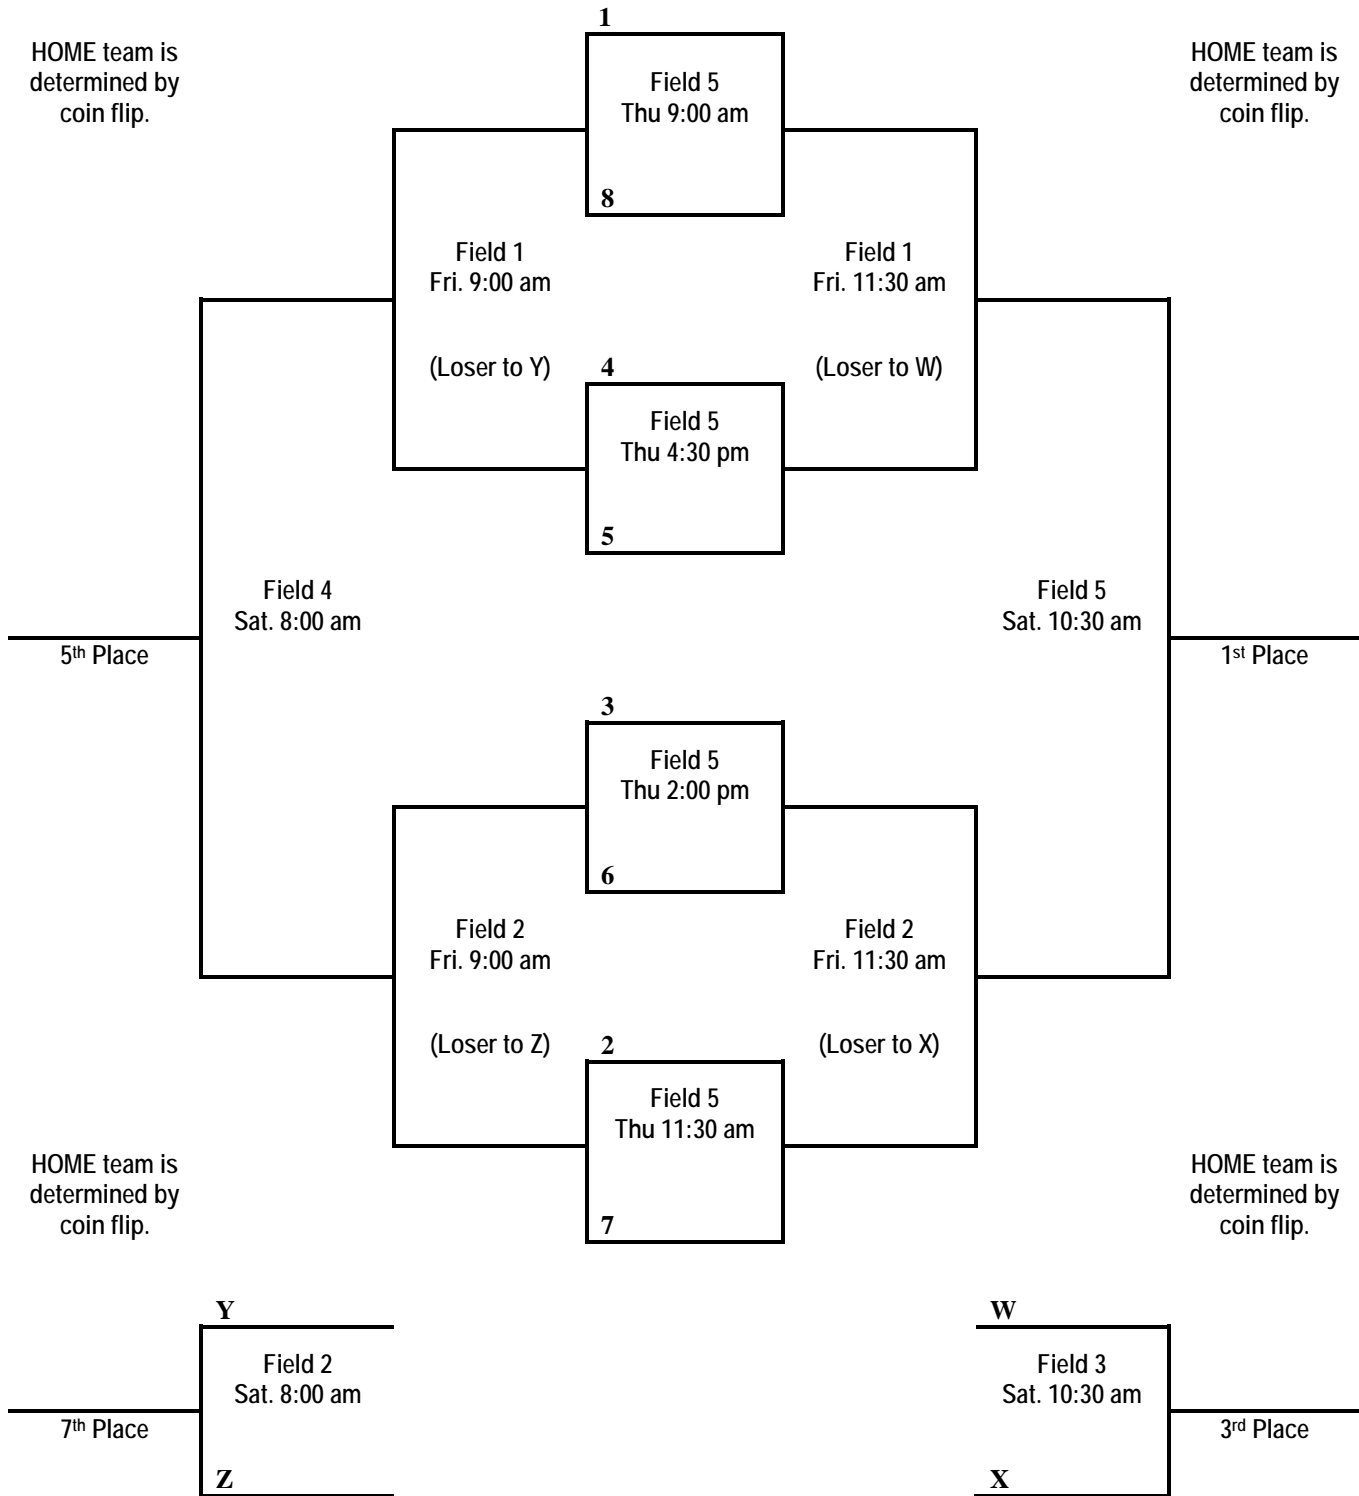 1
HOME team is
determined by
coin flip.
HOME team is
determined by
coin flip.
Field 5
Thu 9:00 am
8
Field 1
Fri. 9:00 am
Field 1
Fri. 11:30 am
(Loser to Y)
4
(Loser to W)
Field 5
Thu 4:30 pm
5
Field 4
Sat. 8:00 am
Field 5
Sat. 10:30 am
5th Place
1st Place
3
Field 5
Thu 2:00 pm
6
Field 2
Fri. 9:00 am
Field 2
Fri. 11:30 am
(Loser to Z)
2
(Loser to X)
Field 5
Thu 11:30 am
7
HOME team is
determined by
coin flip.
HOME team is
determined by
coin flip.
Y
W
Field 2
Sat. 8:00 am
Field 3
Sat. 10:30 am
7th Place
3rd Place
Z
X